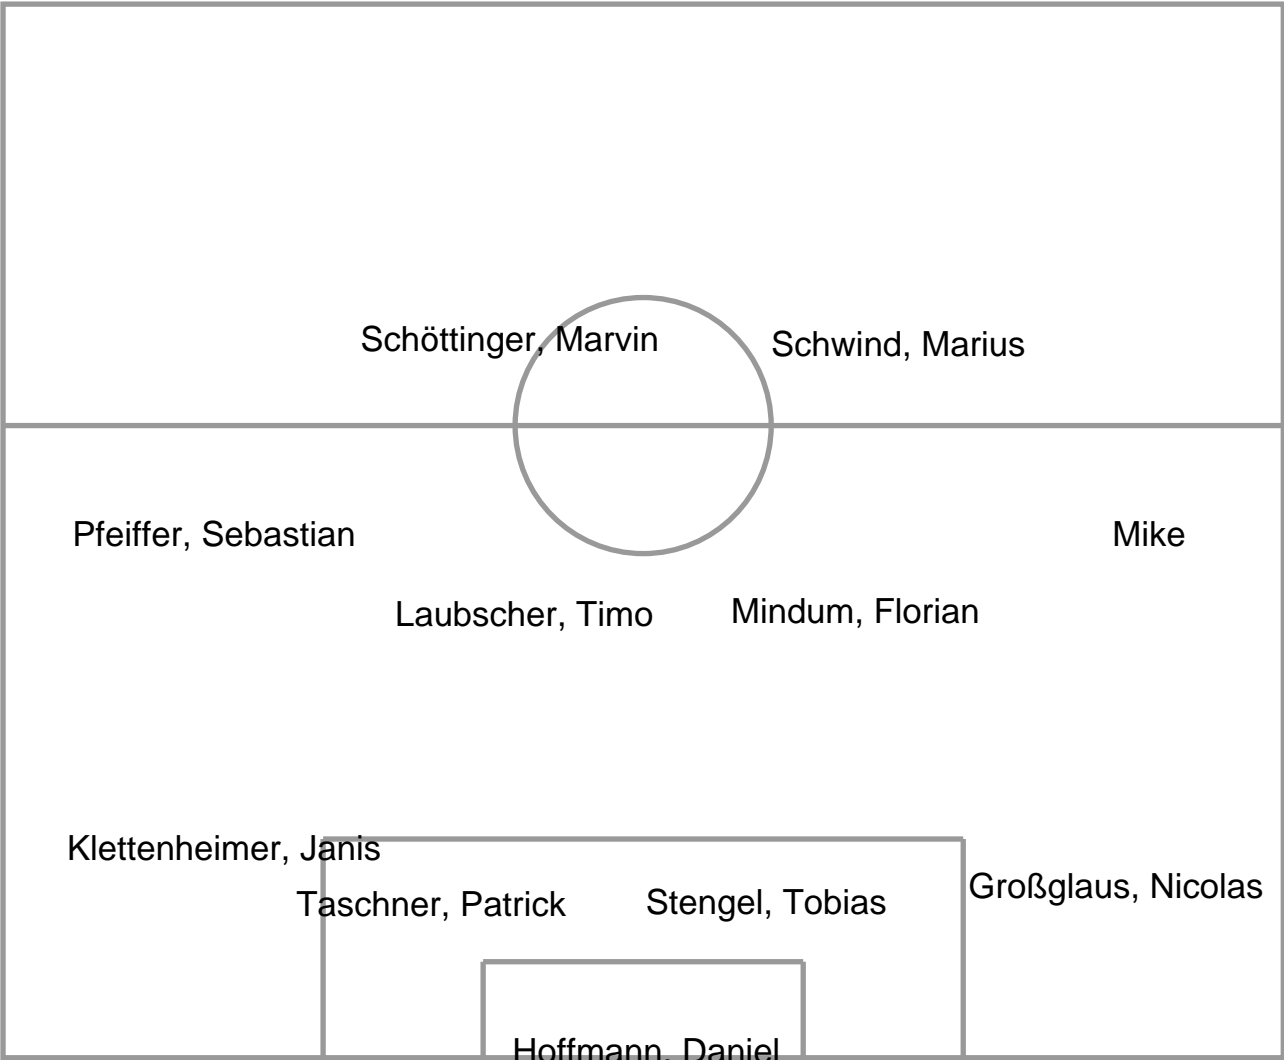 Schöttinger, Marvin
Schwind, Marius
Pfeiffer, Sebastian
Mike
Laubscher, Timo
Mindum, Florian
Klettenheimer, Janis
Taschner, Patrick
Stengel, Tobias
Großglaus, Nicolas
Hoffmann, Daniel